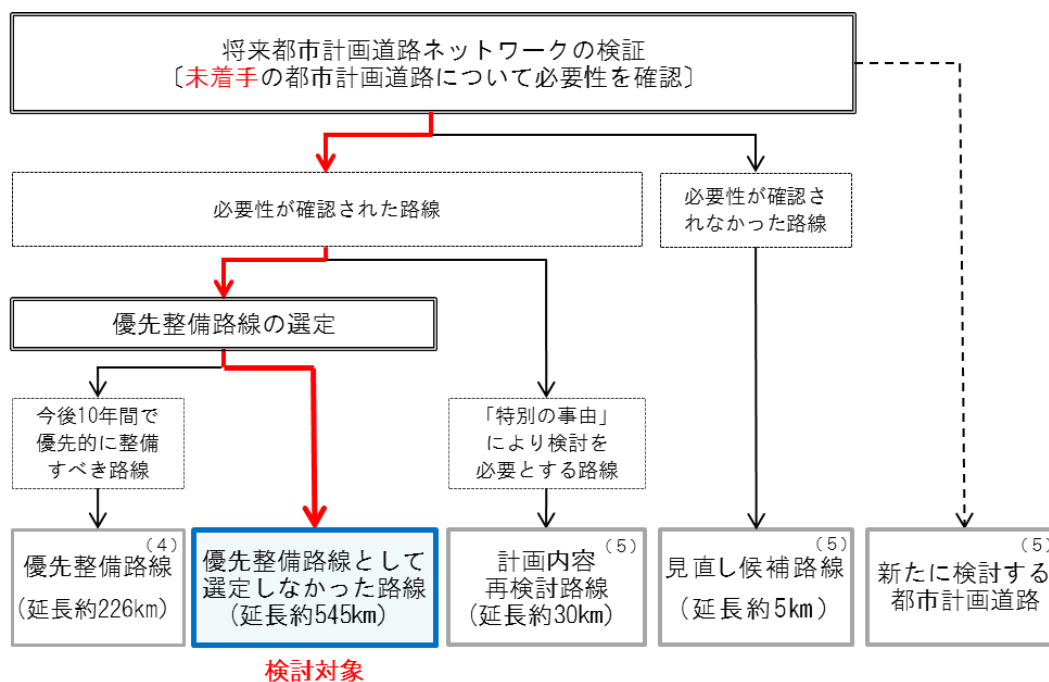 将来都市計画道路ネットワークの検証
〔未着手の都市計画道路について必要性を確認〕
必要性が確認された路線
必要性が確認さ
れなかった路線
優先整備路線の選定
今後10年間で
優先的に整備
すべき路線
「特別の事由」
により検討を
必要とする路線
(4)
優先整備路線
(延長約226km)
優先整備路線として
選定しなかった路線
(延長約545km)
(5)
計画内容
再検討路線
(延長約30km)
(5)
見直し候補路線
(延長約5km)
(5)
新たに検討する
都市計画道路
検討対象